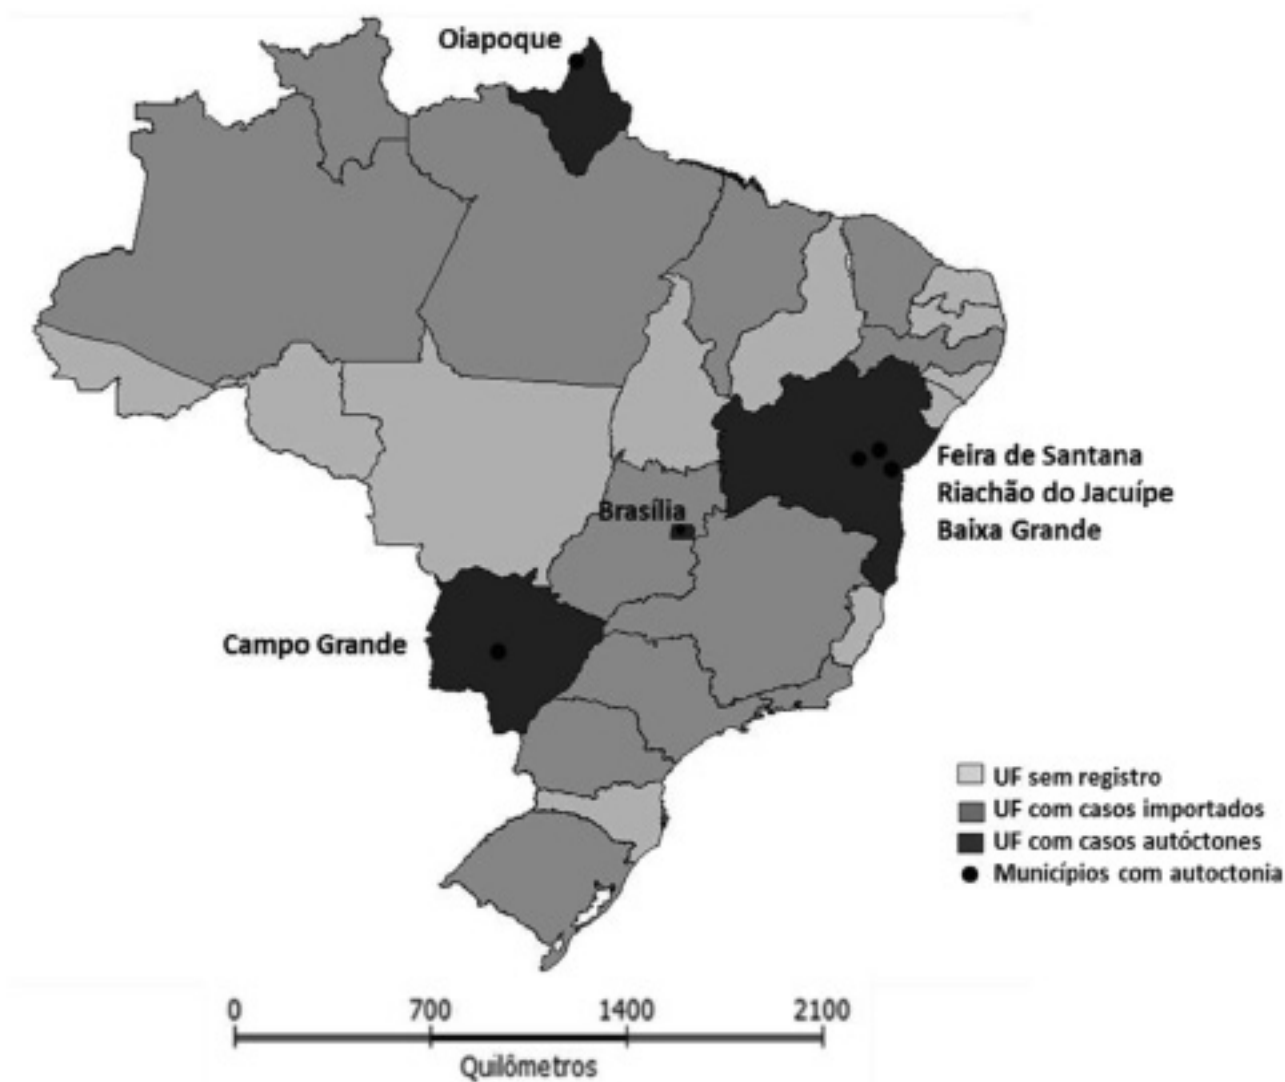 Oiapoque
Feira de Santana
Riachão do Jacuípe
Baixa Grande
Brasília
Campo Grande
UF sem registro
UF com casos importados
UF com casos autóctones
Municípios com autoctonia
0 700 1400 2100
Quilômetros